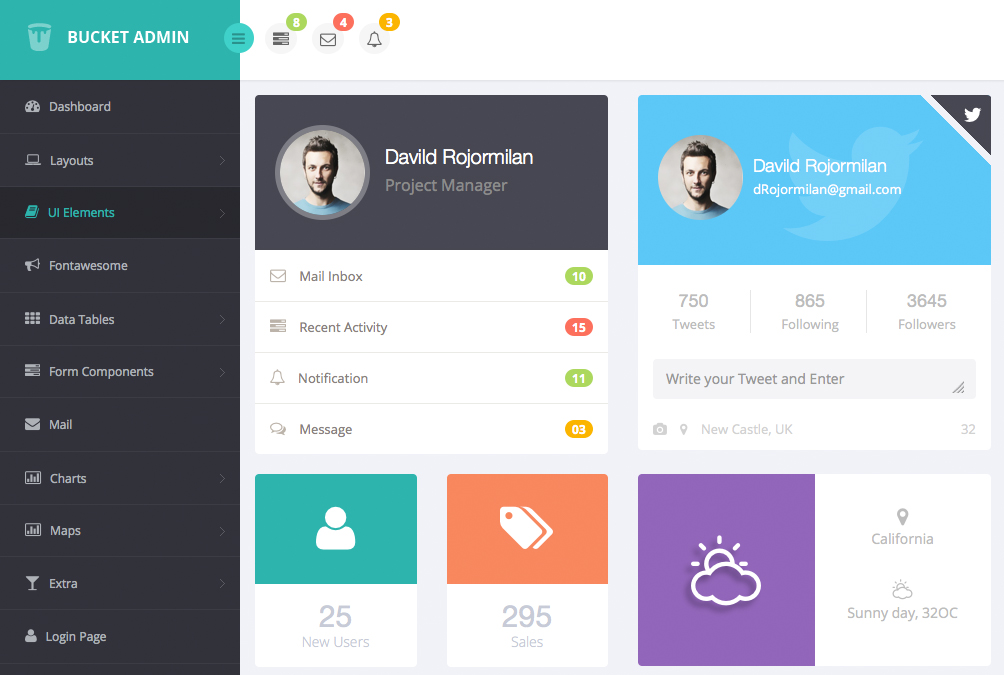 BUCKET ADMIN
8
4
3
Dashboard
Layouts
UI Elements
Fontawesome
Data Tables
Form Components
Mail
Charts
Maps
Extra
Login Page
Davild Rojormilan
Project Manager
Mail Inbox 10
Recent Activity 15
Notification 11
Message 03
Davild Rojormilan
dRojormilan@gmail.com
750 865 3645
Tweets Following Followers
Write your Tweet and Enter
New Castle, UK 32
25
New Users
295
Sales
California
Sunny day, 32OC